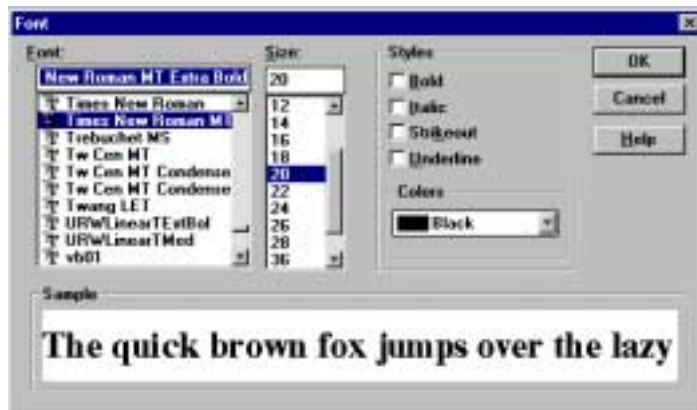 Font
Font:
New Roman MT Extra Bold
Times New Roman
Times New Roman MT
Trebuchet MS
Tw Cen MT
Tw Cen MT Condense
Tw Cen MT Condense
Twang LET
URWLinearTExtBol
URWLinearTMed
vb01
Size:
20
12
14
16
18
20
22
24
26
28
36
Styles
Bold
Italic
Strikeout
Underline
Colors
Black
OK
Cancel
Help
Sample
The quick brown fox jumps over the lazy